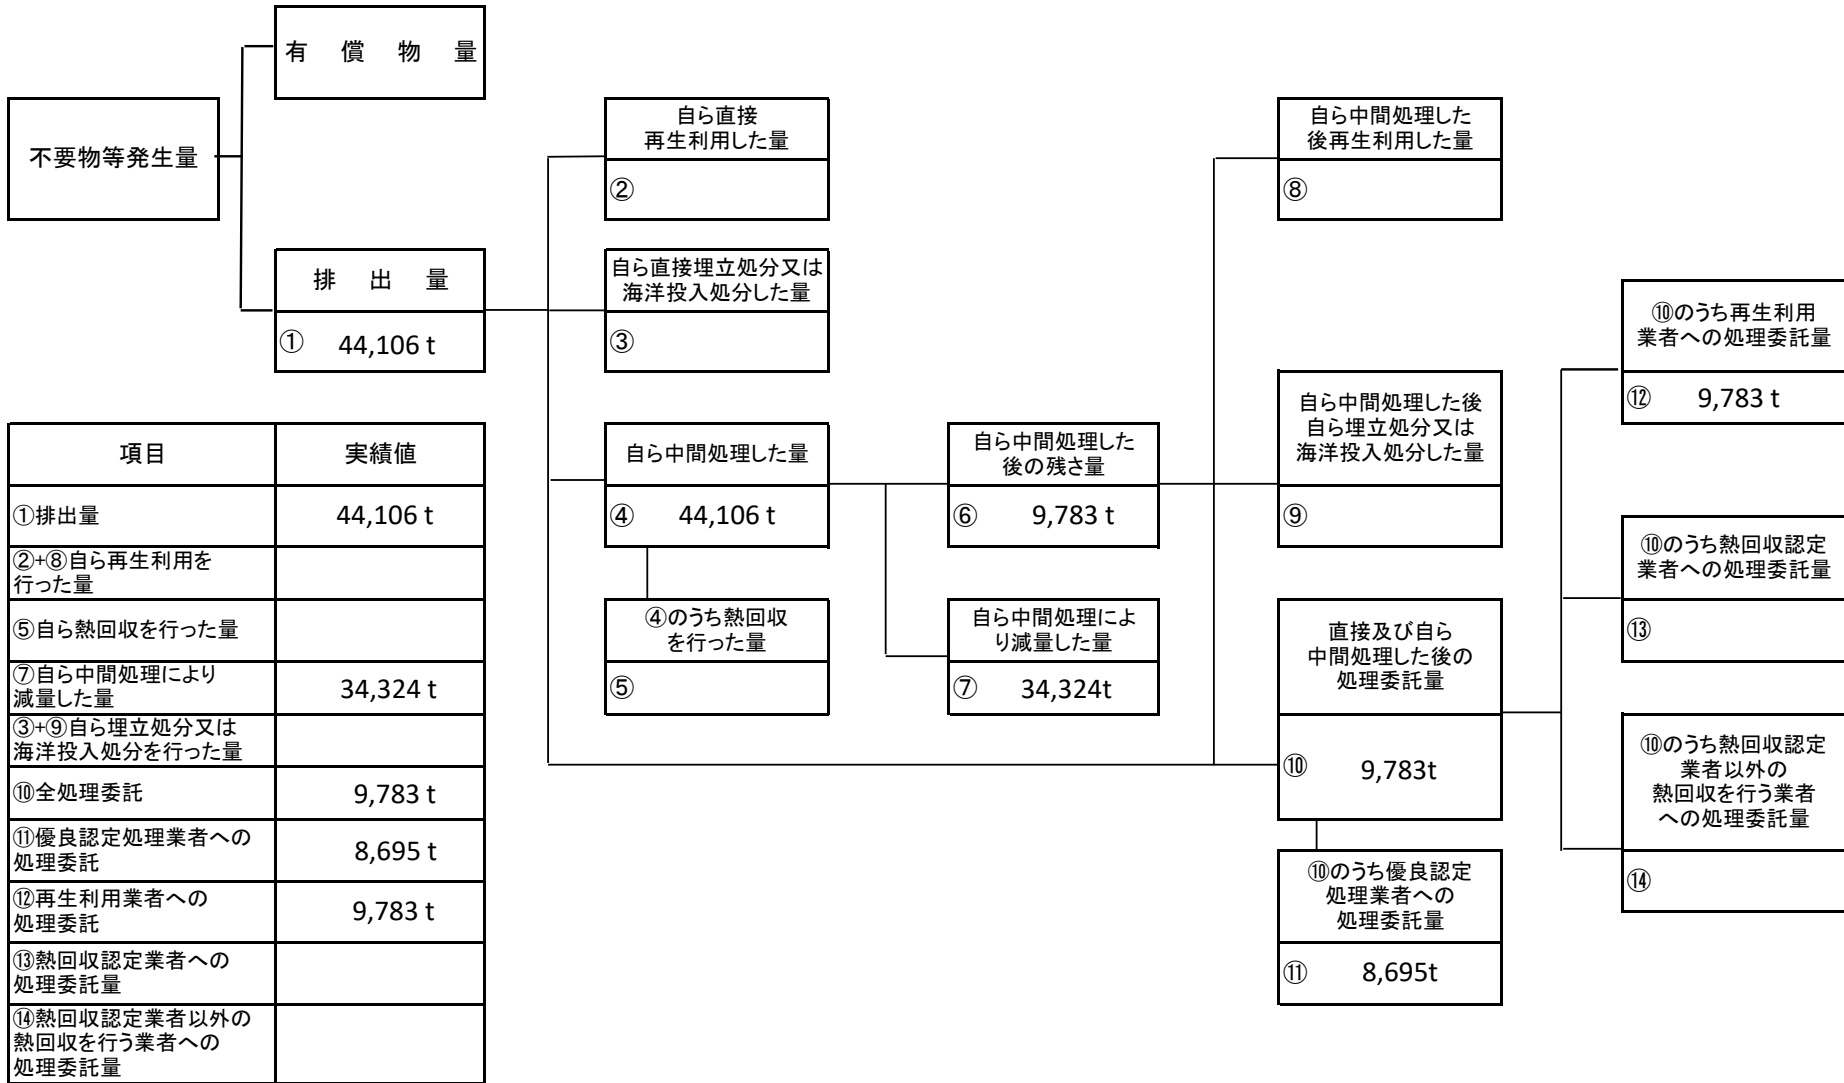 有 償 物 量
不要物等発生量
排 出 量
① 44,106 t
自ら直接
再生利用した量
②
自ら直接埋立処分又は
海洋投入処分した量
③
自ら中間処理した量
④ 44,106 t
④のうち熱回収
を行った量
⑤
自ら中間処理した
後の残さ量
⑥ 9,783 t
自ら中間処理によ
り減量した量
⑦ 34,324t
自ら中間処理した
後再生利用した量
⑧
自ら中間処理した後
自ら埋立処分又は
海洋投入処分した量
⑨
直接及び自ら
中間処理した後の
処理委託量
⑩ 9,783t
⑩のうち優良認定
処理業者への
処理委託量
⑪ 8,695t
⑩のうち再生利用
業者への処理委託量
⑫ 9,783 t
⑩のうち熱回収認定
業者への処理委託量
⑬
⑩のうち熱回収認定
業者以外の
熱回収を行う業者
への処理委託量
⑭
項目 実績値
①排出量 44,106 t
②+⑧自ら再生利用を
行った量
⑤自ら熱回収を行った量
⑦自ら中間処理により
減量した量 34,324 t
③+⑨自ら埋立処分又は
海洋投入処分を行った量
⑩全処理委託 9,783 t
⑪優良認定処理業者への
処理委託 8,695 t
⑫再生利用業者への
処理委託 9,783 t
⑬熱回収認定業者への
処理委託量
⑭熱回収認定業者以外の
熱回収を行う業者への
処理委託量